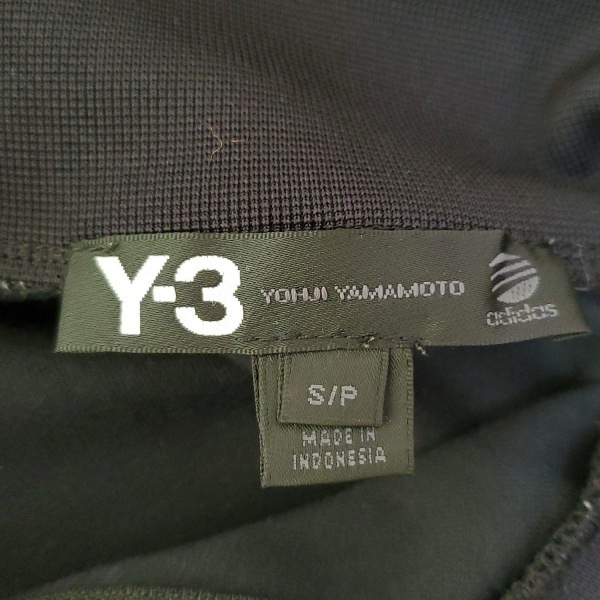 Y-3 YOHJI YAMAMOTO adidas
S/P
MADE IN
INDONESIA